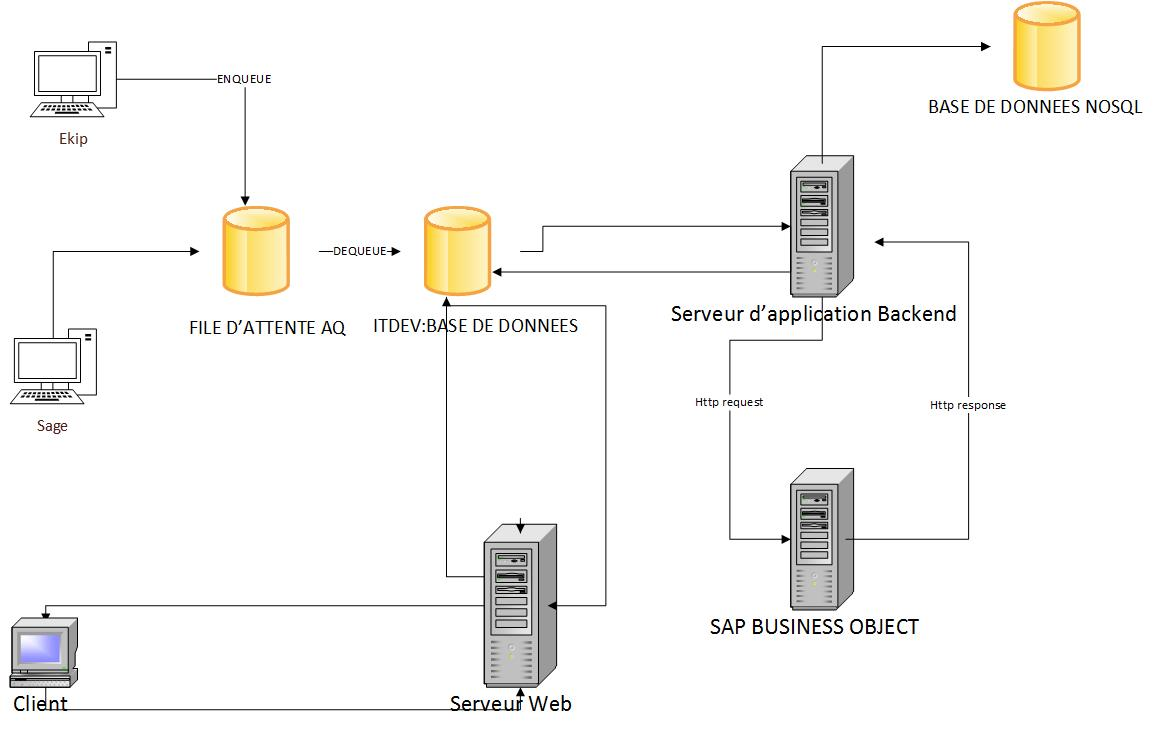 ENQUEUE
Ekip
BASE DE DONNEES NOSQL
DEQUEUE
FILE D’ATTENTE AQ
ITDEV:BASE DE DONNEES
Serveur d’application Backend
Sage
Http request
Http response
SAP BUSINESS OBJECT
Client
Serveur Web